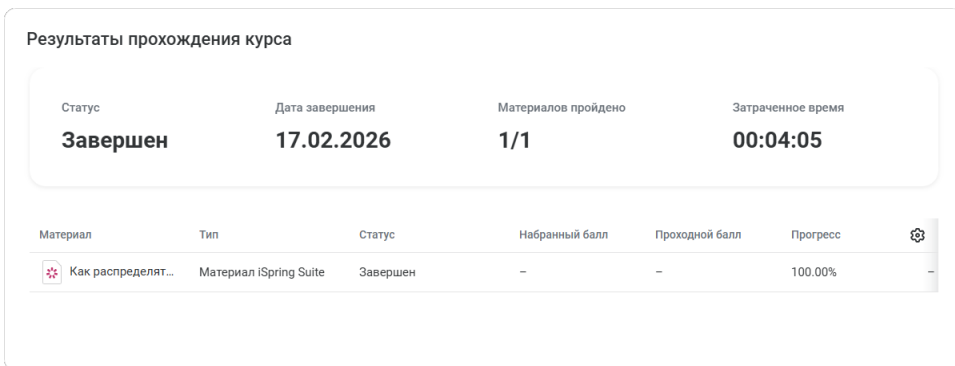 Результаты прохождения курса
Статус Дата завершения Материалов пройдено Затраченное время
Завершен 17.02.2026 1/1 00:04:05
Материал Тип Статус Набранный балл Проходной балл Прогресс
Как распределят... Материал iSpring Suite Завершен – – 100.00% –